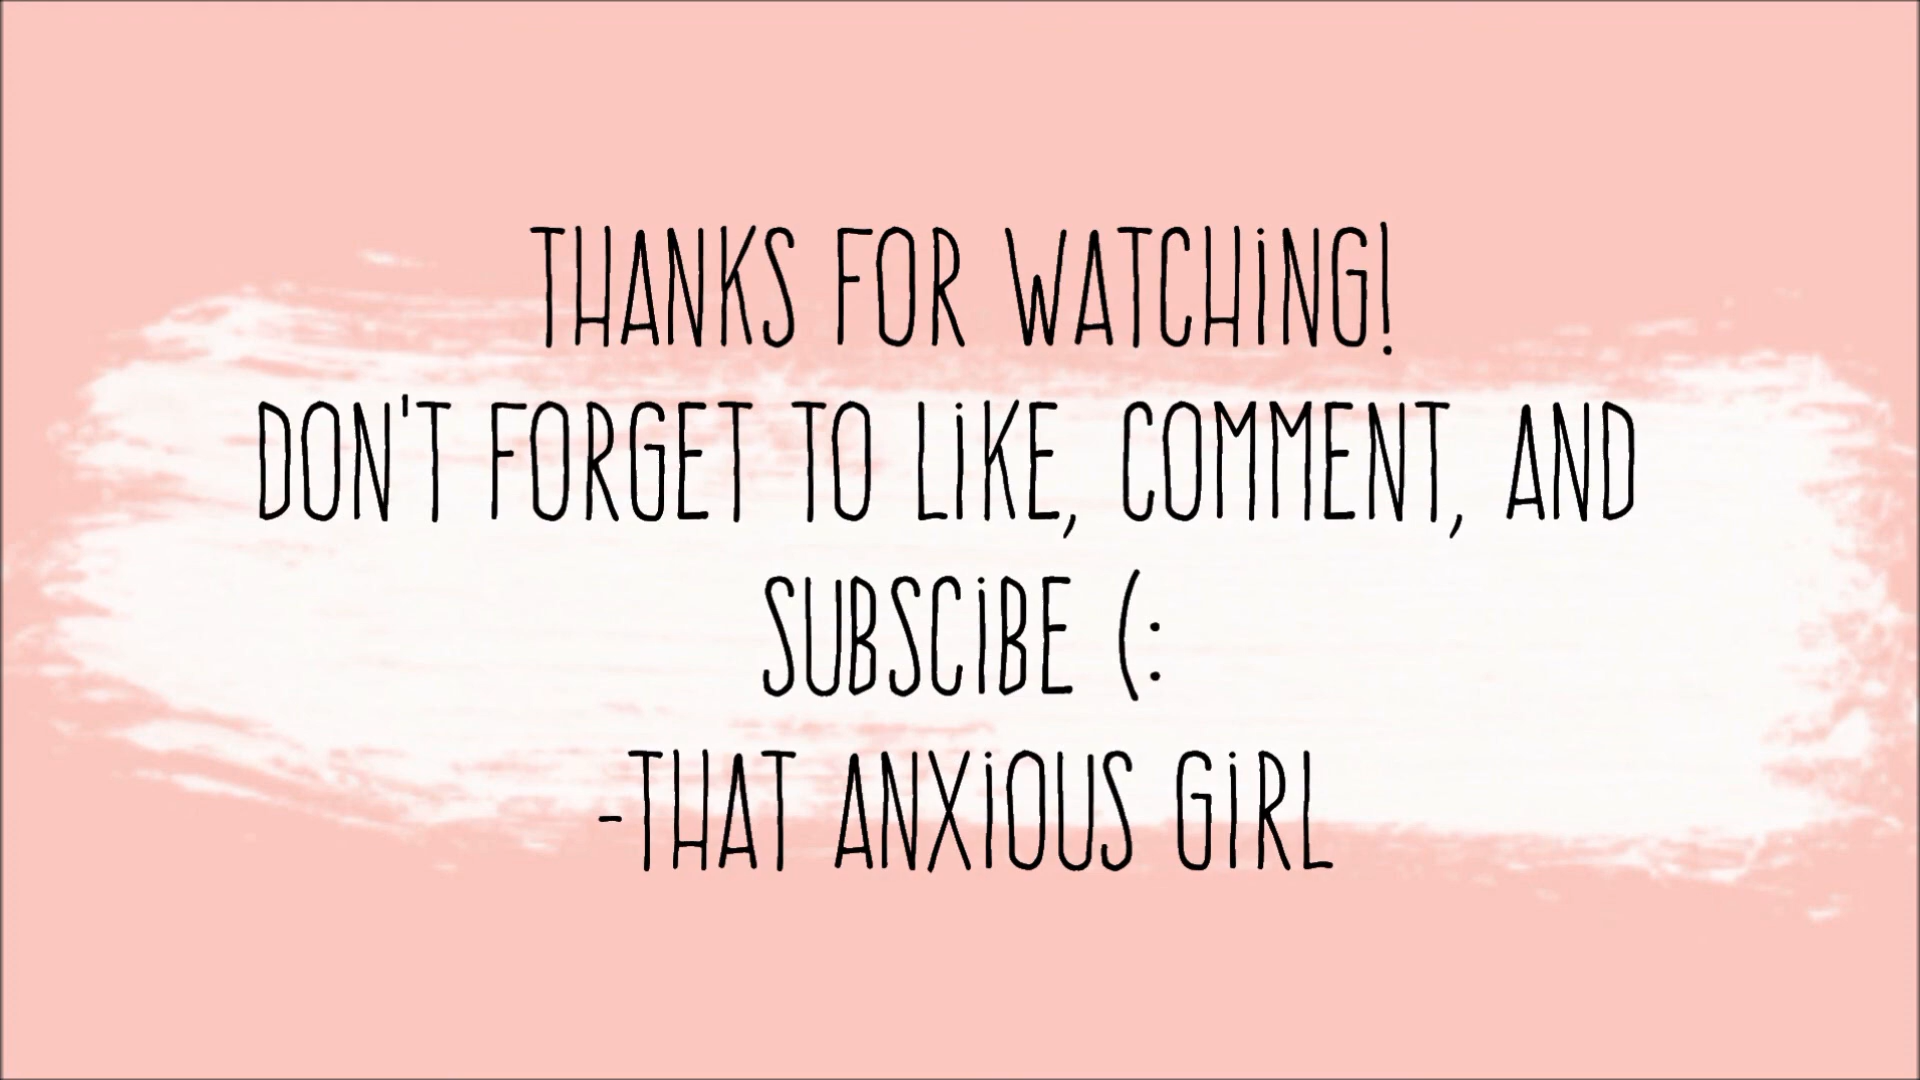 THANKS FOR WATCHiNG!
DON'T FORGET TO LiKE, COMMENT, AND
SUBSCiBE (:
-THAT ANXiOUS GiRL